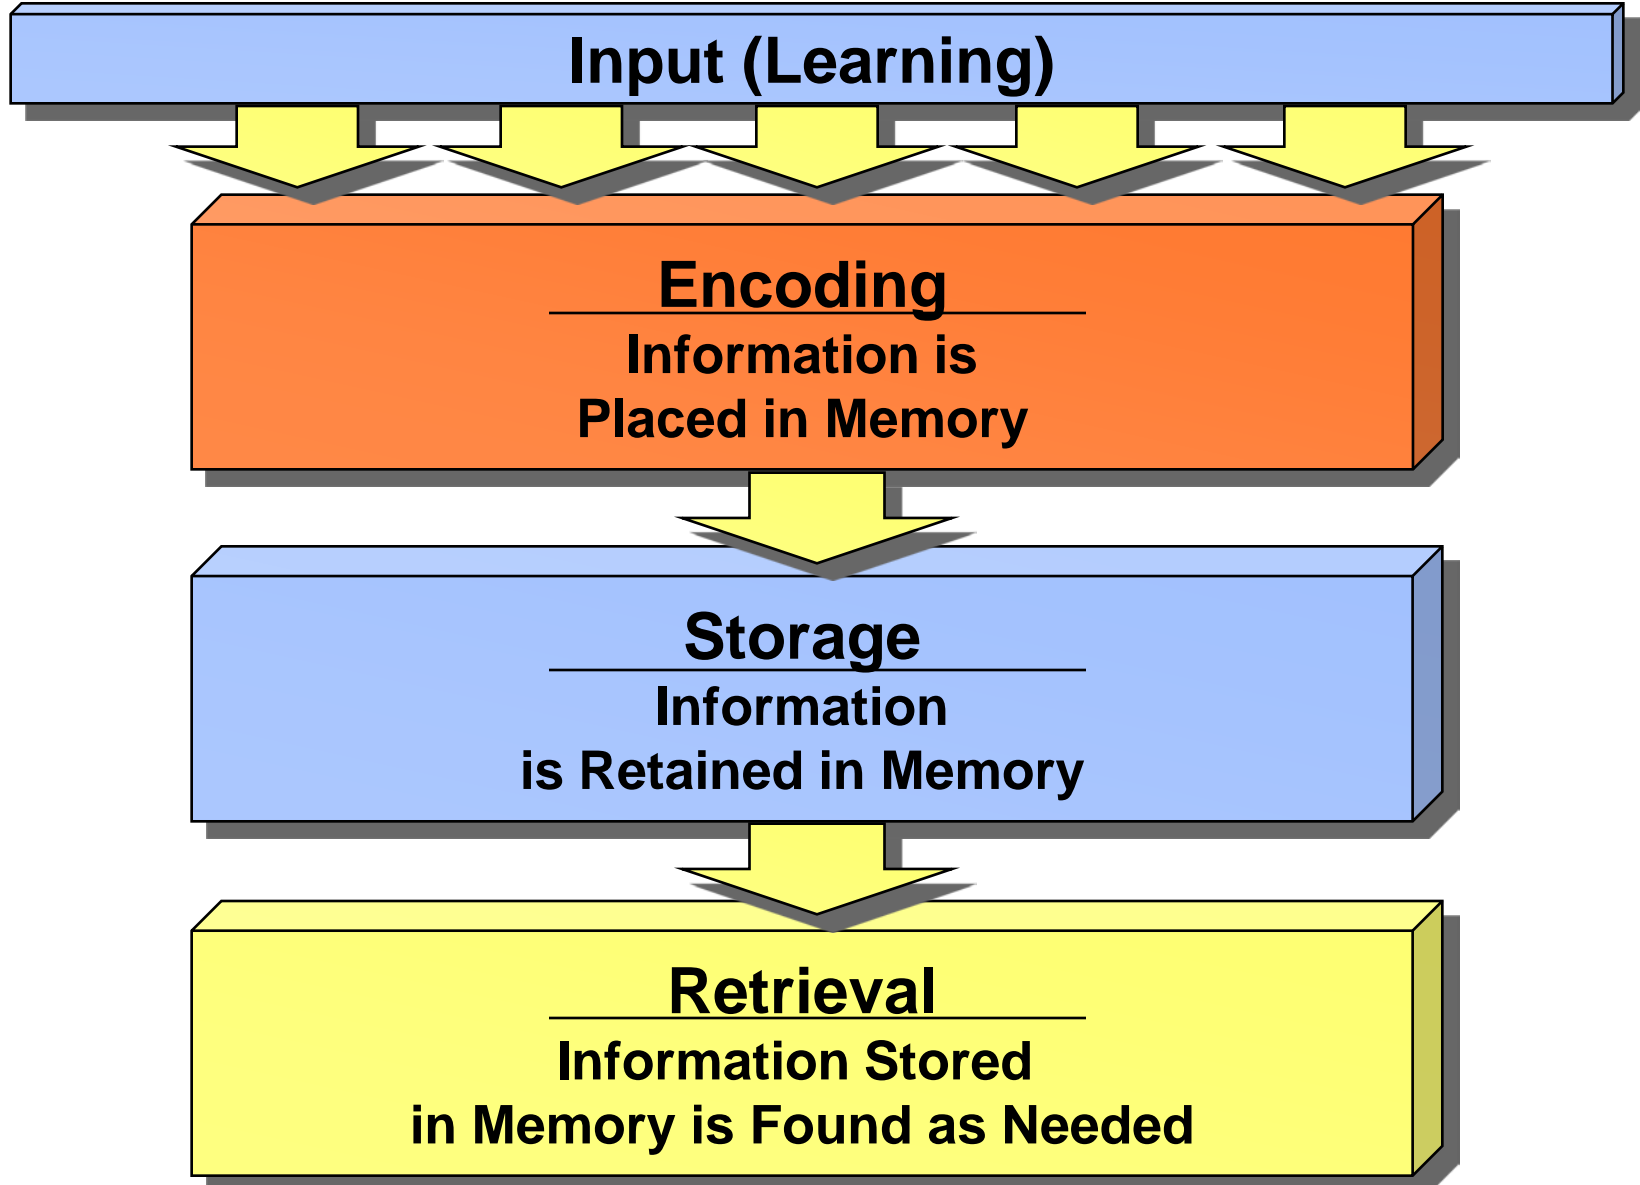 Input (Learning)
Encoding
Information is
Placed in Memory
Storage
Information
is Retained in Memory
Retrieval
Information Stored
in Memory is Found as Needed